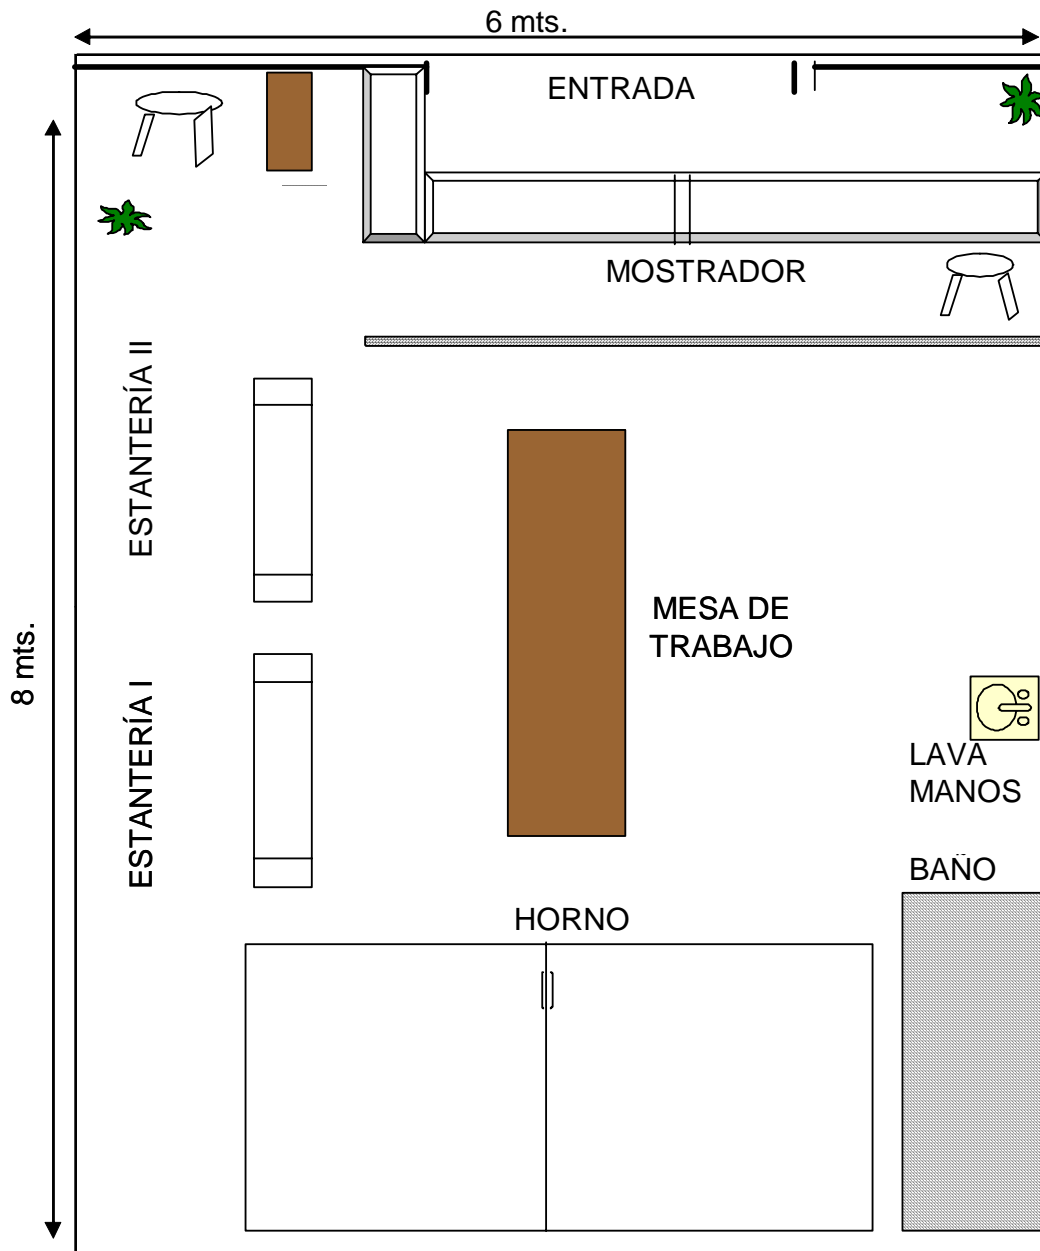 6 mts.
ENTRADA
MOSTRADOR
ESTANTERÍA II
MESA DE
TRABAJO
8 mts.
ESTANTERÍA I
LAVA
MANOS
BAÑO
HORNO